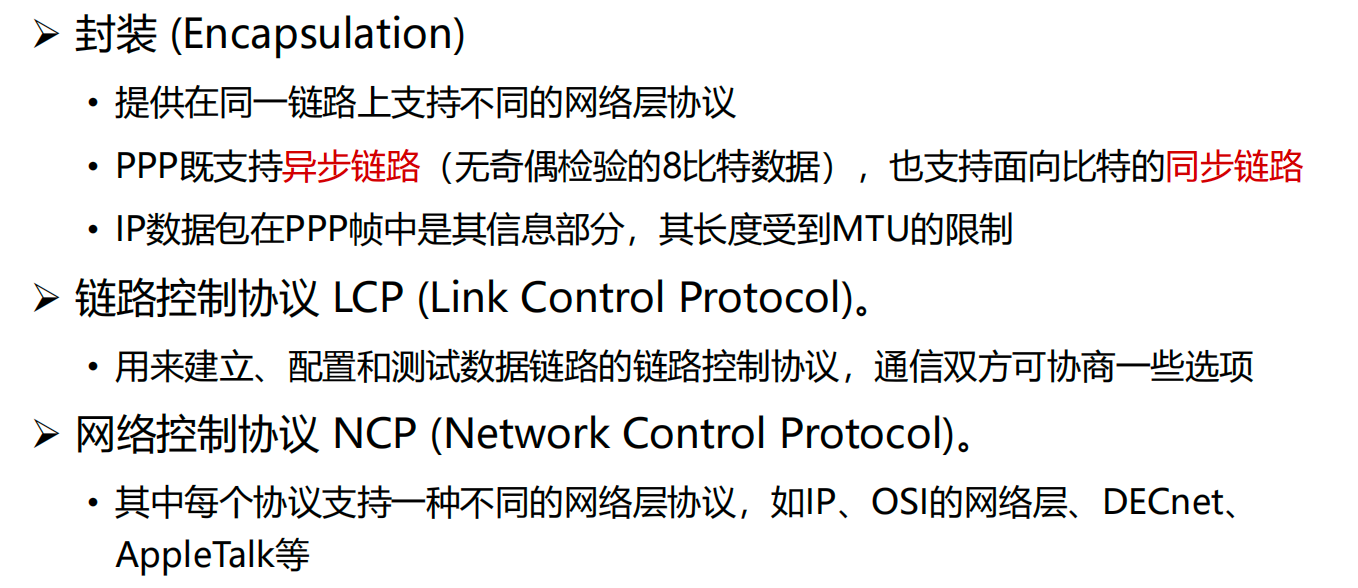 ➢ 封装 (Encapsulation)
• 提供在同一链路上支持不同的网络层协议
• PPP既支持异步链路（无奇偶检验的8比特数据），也支持面向比特的同步链路
• IP数据包在PPP帧中是其信息部分，其长度受到MTU的限制
➢ 链路控制协议 LCP (Link Control Protocol)。
• 用来建立、配置和测试数据链路的链路控制协议，通信双方可协商一些选项
➢ 网络控制协议 NCP (Network Control Protocol)。
• 其中每个协议支持一种不同的网络层协议，如IP、OSI的网络层、DECnet、
AppleTalk等